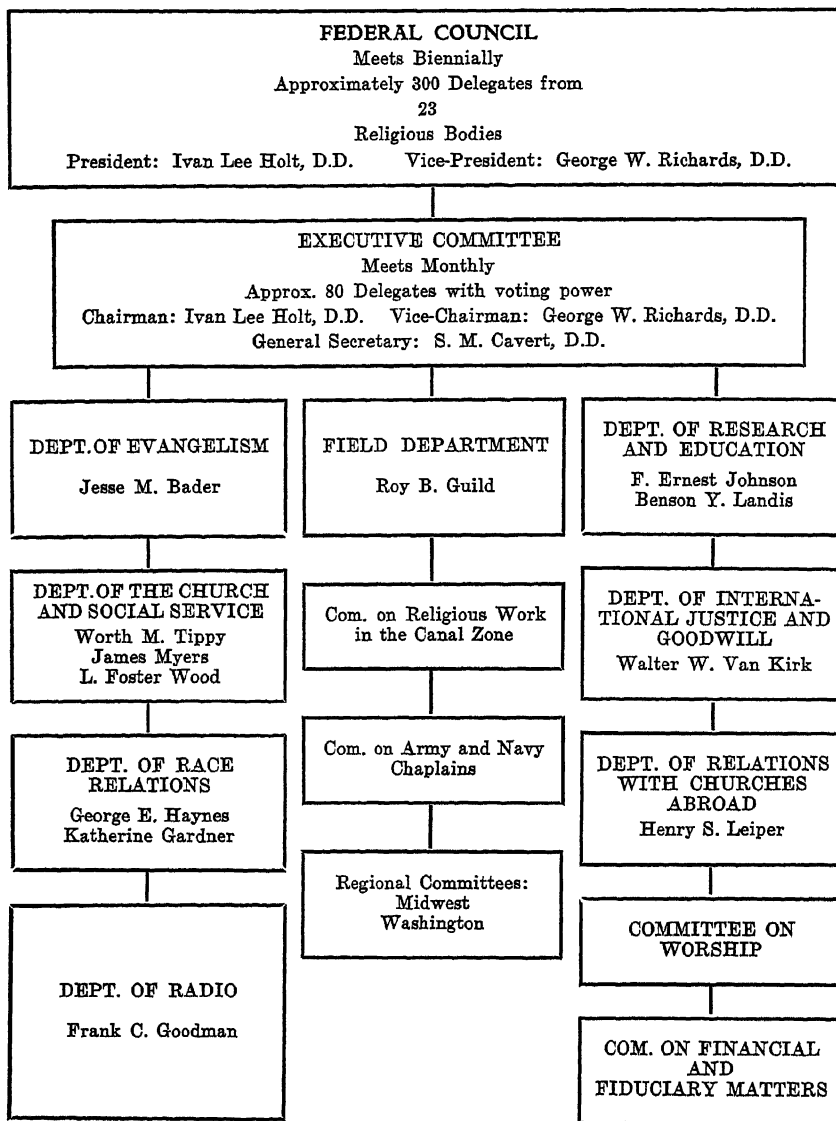 FEDERAL COUNCIL
Meets Biennially
Approximately 300 Delegates from
23
Religious Bodies
President: Ivan Lee Holt, D.D. Vice-President: George W. Richards, D.D.
EXECUTIVE COMMITTEE
Meets Monthly
Approx. 80 Delegates with voting power
Chairman: Ivan Lee Holt, D.D. Vice-Chairman: George W. Richards, D.D.
General Secretary: S. M. Cavert, D.D.
DEPT. OF EVANGELISM
Jesse M. Bader
DEPT. OF THE CHURCH
AND SOCIAL SERVICE
Worth M. Tippy
James Myers
L. Foster Wood
DEPT. OF RACE
RELATIONS
George E. Haynes
Katherine Gardner
DEPT. OF RADIO
Frank C. Goodman
FIELD DEPARTMENT
Roy B. Guild
Com. on Religious Work
in the Canal Zone
Com. on Army and Navy
Chaplains
Regional Committees:
Midwest
Washington
DEPT. OF RESEARCH
AND EDUCATION
F. Ernest Johnson
Benson Y. Landis
DEPT. OF INTERNA-
TIONAL JUSTICE AND
GOODWILL
Walter W. Van Kirk
DEPT. OF RELATIONS
WITH CHURCHES
ABROAD
Henry S. Leiper
COMMITTEE ON
WORSHIP
COM. ON FINANCIAL
AND
FIDUCIARY MATTERS